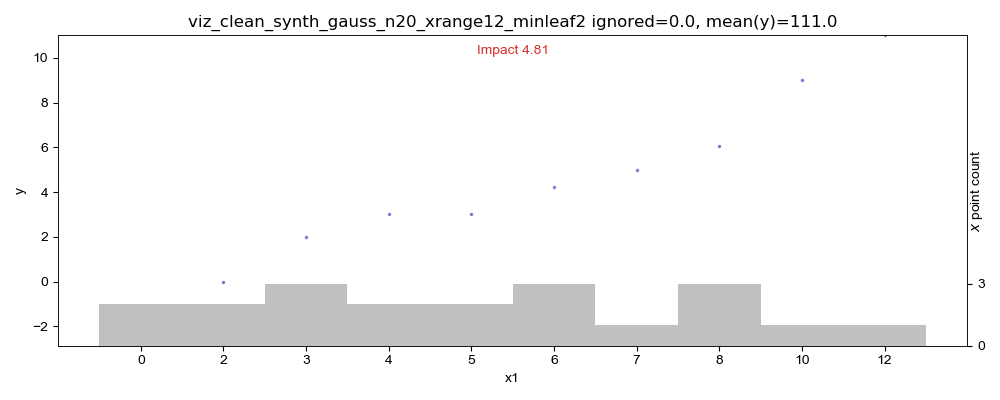 viz_clean_synth_gauss_n20_xrange12_minleaf2 ignored=0.0, mean(y)=111.0
Impact 4.81
10
8
6
4
2
0
−2
y
x point count
3
0
0 2 3 4 5 6 7 8 10 12
x1